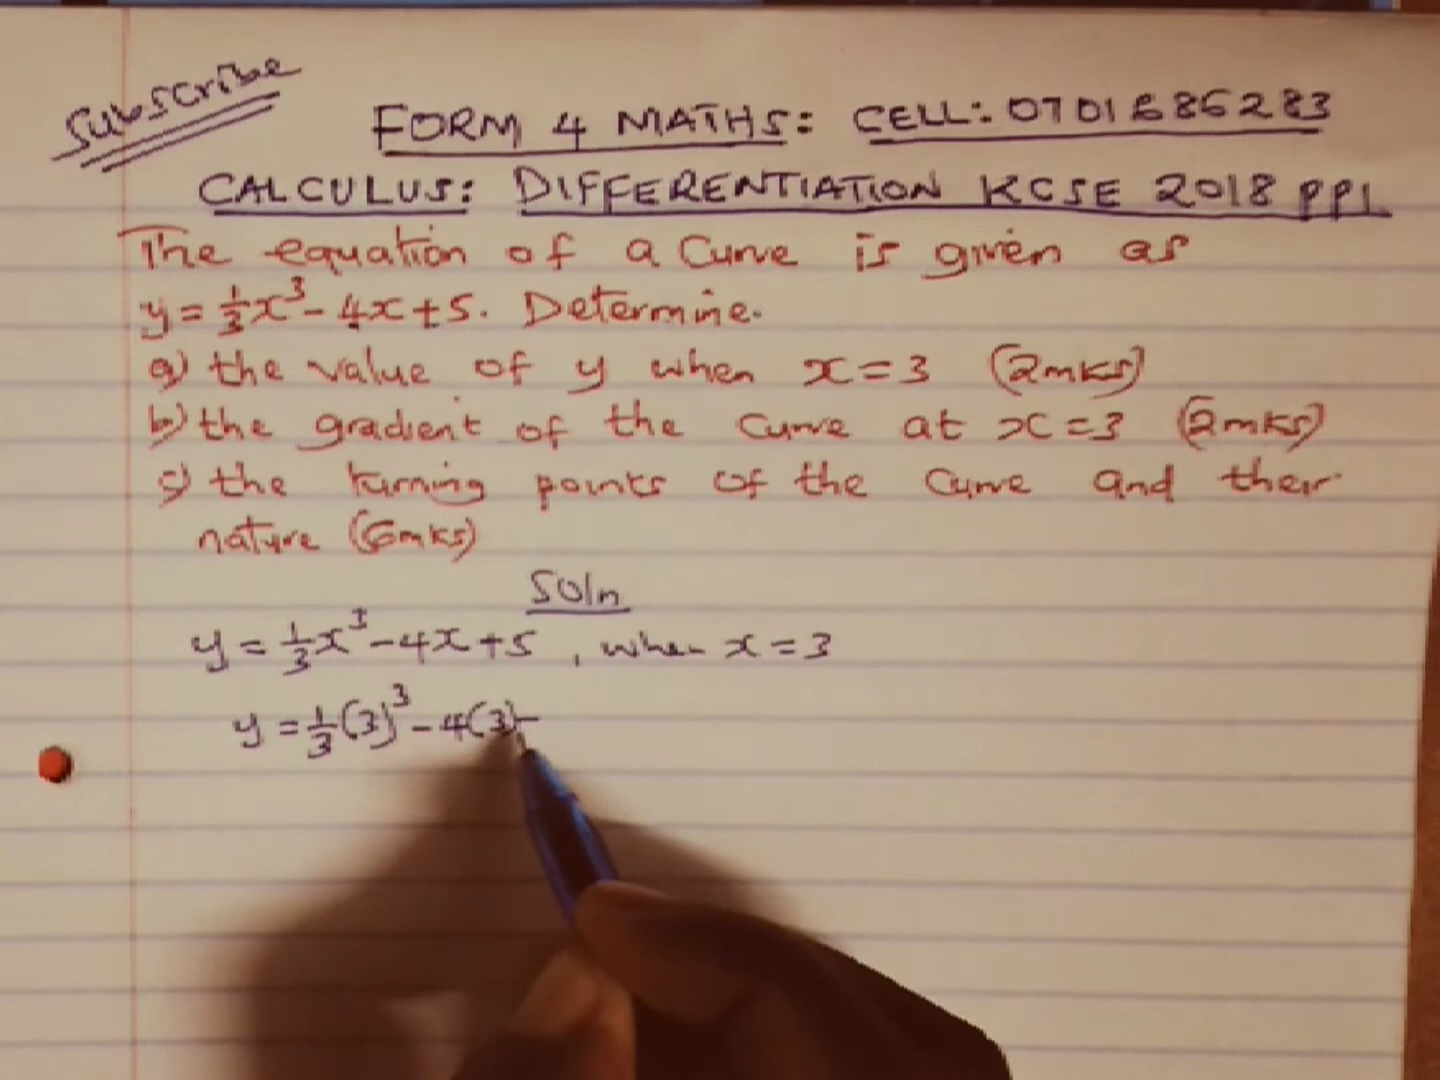 Subscribe
FORM 4 MATHS: CELL: 0701686283
CALCULUS: DIFFERENTIATION KCSE 2018 PP1
The equation of a curve is given as
y = 1/3x³ - 4x + 5. Determine.
a) the value of y when x = 3 (2mks)
b) the gradient of the curve at x = 3 (2mks)
c) the turning points of the curve and their
nature (6mks)
Soln
y = 1/3x³ - 4x + 5 , when x = 3
y = 1/3(3)³ - 4(3) -